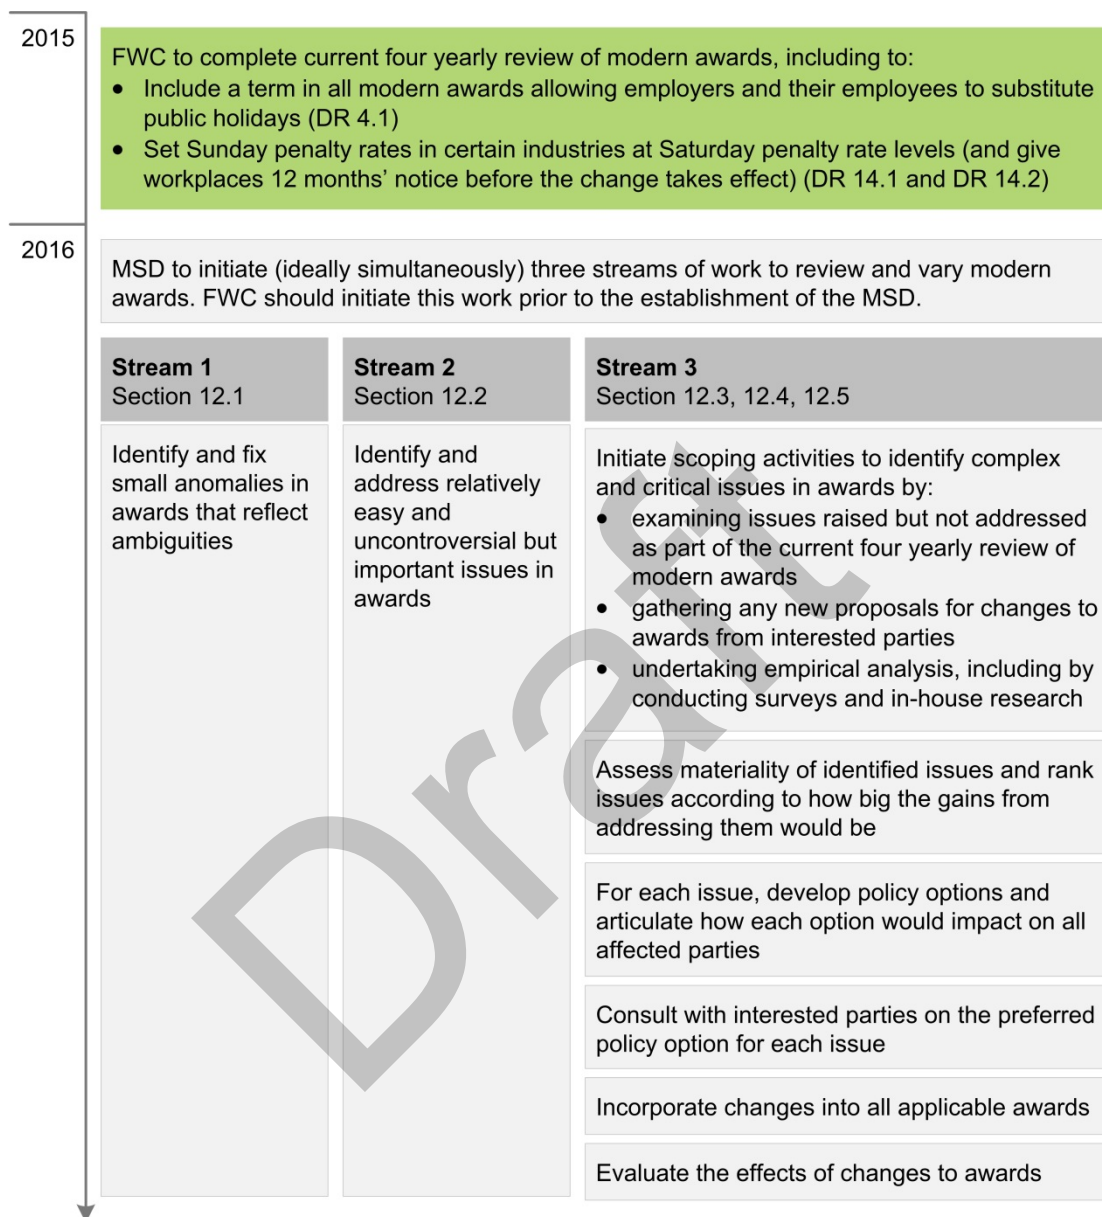 2015
FWC to complete current four yearly review of modern awards, including to:
• Include a term in all modern awards allowing employers and their employees to substitute
public holidays (DR 4.1)
• Set Sunday penalty rates in certain industries at Saturday penalty rate levels (and give
workplaces 12 months’ notice before the change takes effect) (DR 14.1 and DR 14.2)
2016
MSD to initiate (ideally simultaneously) three streams of work to review and vary modern
awards. FWC should initiate this work prior to the establishment of the MSD.
Stream 1
Section 12.1
Identify and fix
small anomalies in
awards that reflect
ambiguities
Stream 2
Section 12.2
Identify and
address relatively
easy and
uncontroversial but
important issues in
awards
Stream 3
Section 12.3, 12.4, 12.5
Initiate scoping activities to identify complex
and critical issues in awards by:
• examining issues raised but not addressed
as part of the current four yearly review of
modern awards
• gathering any new proposals for changes to
awards from interested parties
• undertaking empirical analysis, including by
conducting surveys and in-house research
Assess materiality of identified issues and rank
issues according to how big the gains from
addressing them would be
For each issue, develop policy options and
articulate how each option would impact on all
affected parties
Consult with interested parties on the preferred
policy option for each issue
Incorporate changes into all applicable awards
Evaluate the effects of changes to awards
Draft